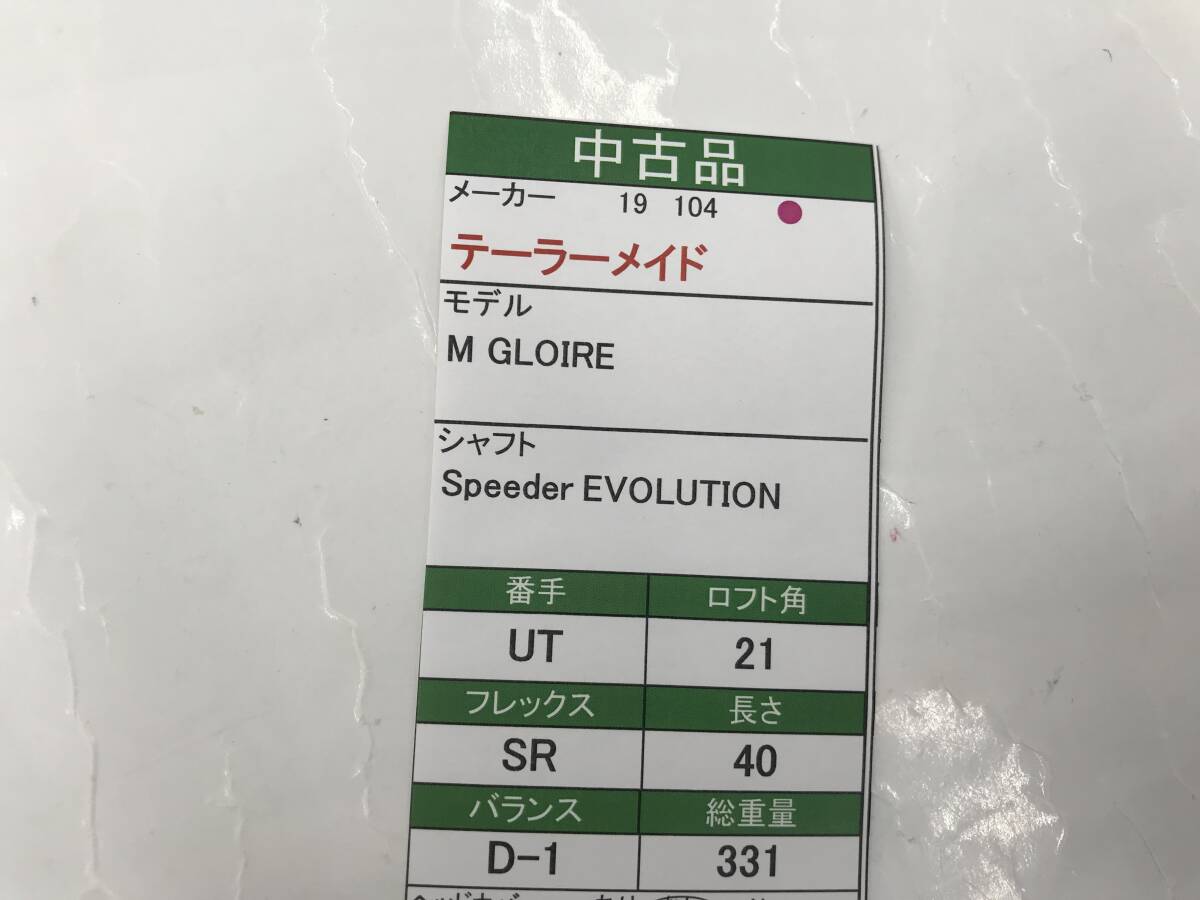 中古品
メーカー 19 104
テーラーメイド
モデル
M GLOIRE
シャフト
Speeder EVOLUTION
番手 ロフト角
UT 21
フレックス 長さ
SR 40
バランス 総重量
D-1 331